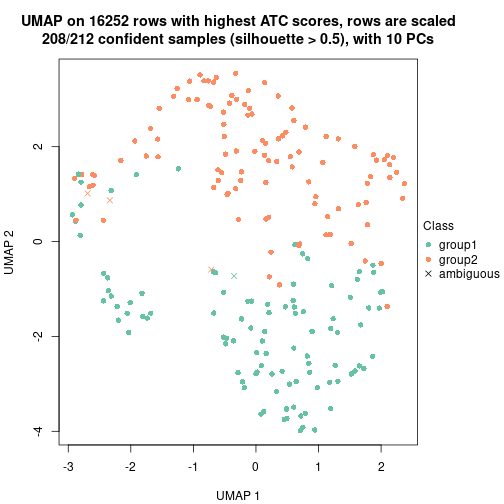 UMAP on 16252 rows with highest ATC scores, rows are scaled
208/212 confident samples (silhouette > 0.5), with 10 PCs
2
0
-2
-4
UMAP 2
-3 -2 -1 0 1 2
UMAP 1
Class
group1
group2
ambiguous